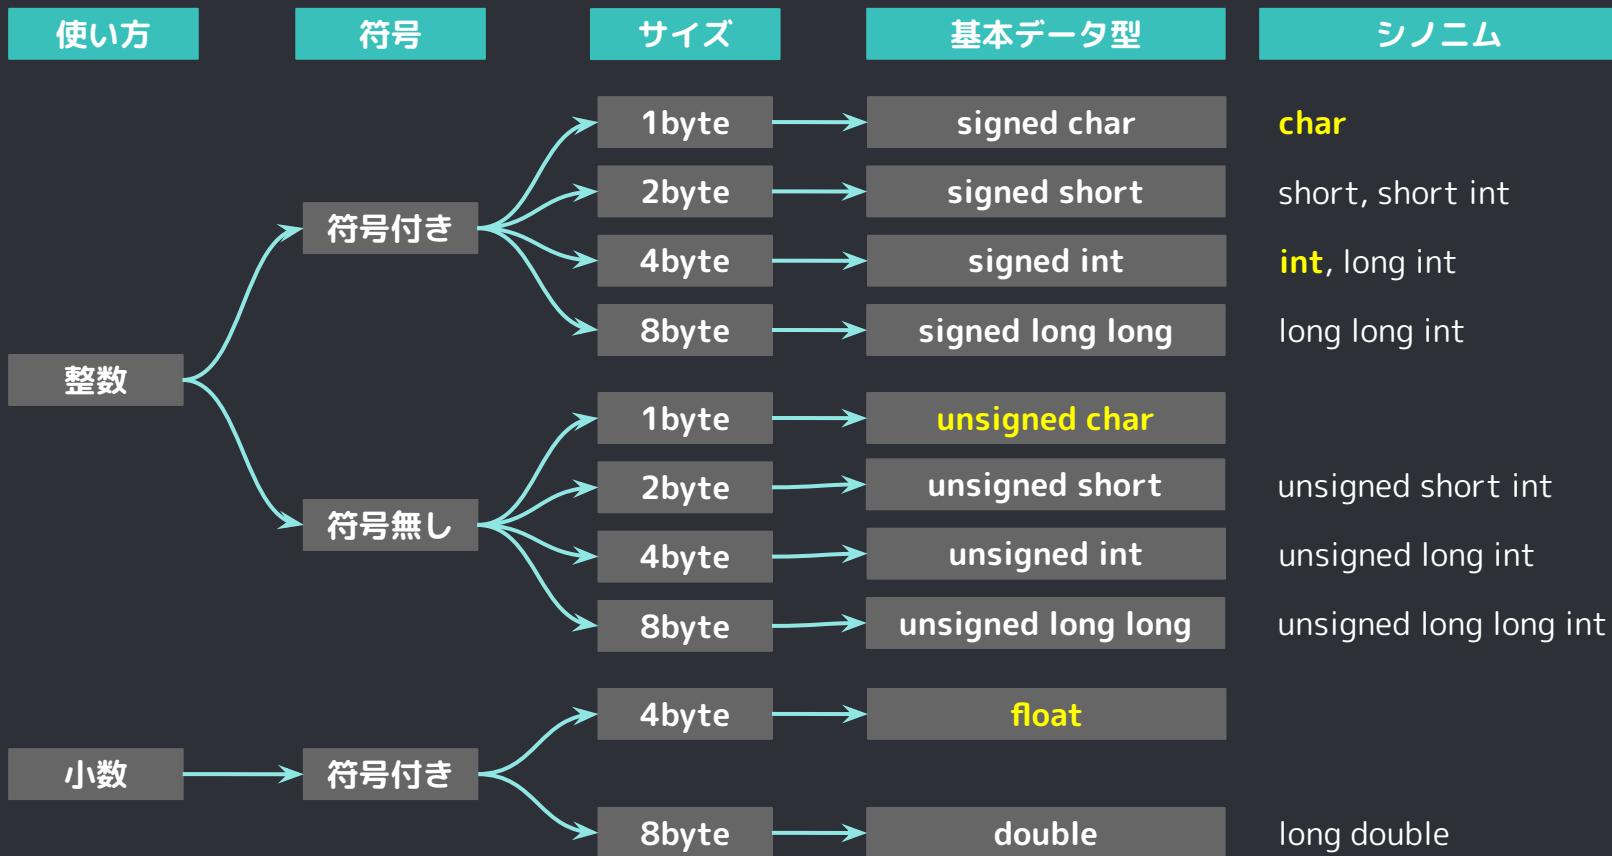 使い方 符号 サイズ 基本データ型 シノニム
1byte signed char char
2byte signed short short, short int
符号付き
4byte signed int int, long int
8byte signed long long long long int
整数
1byte unsigned char
2byte unsigned short unsigned short int
符号無し
4byte unsigned int unsigned long int
8byte unsigned long long unsigned long long int
4byte float
小数 符号付き
8byte double long double